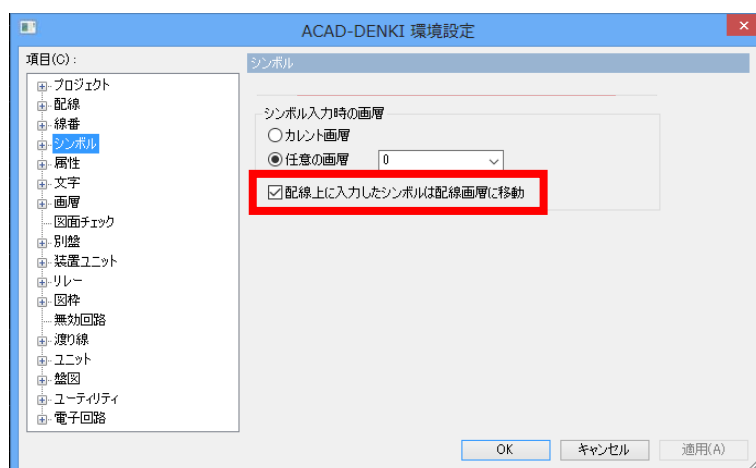 ACAD-DENKI 環境設定
項目(C) :
プロジェクト
配線
線番
シンボル
属性
文字
画層
図面チェック
別盤
装置ユニット
リレー
図枠
無効回路
渡り線
ユニット
盤図
ユーティリティ
電子回路
シンボル
シンボル入力時の画層
カレント画層
任意の画層 0
配線上に入力したシンボルは配線画層に移動
OK キャンセル 適用(A)